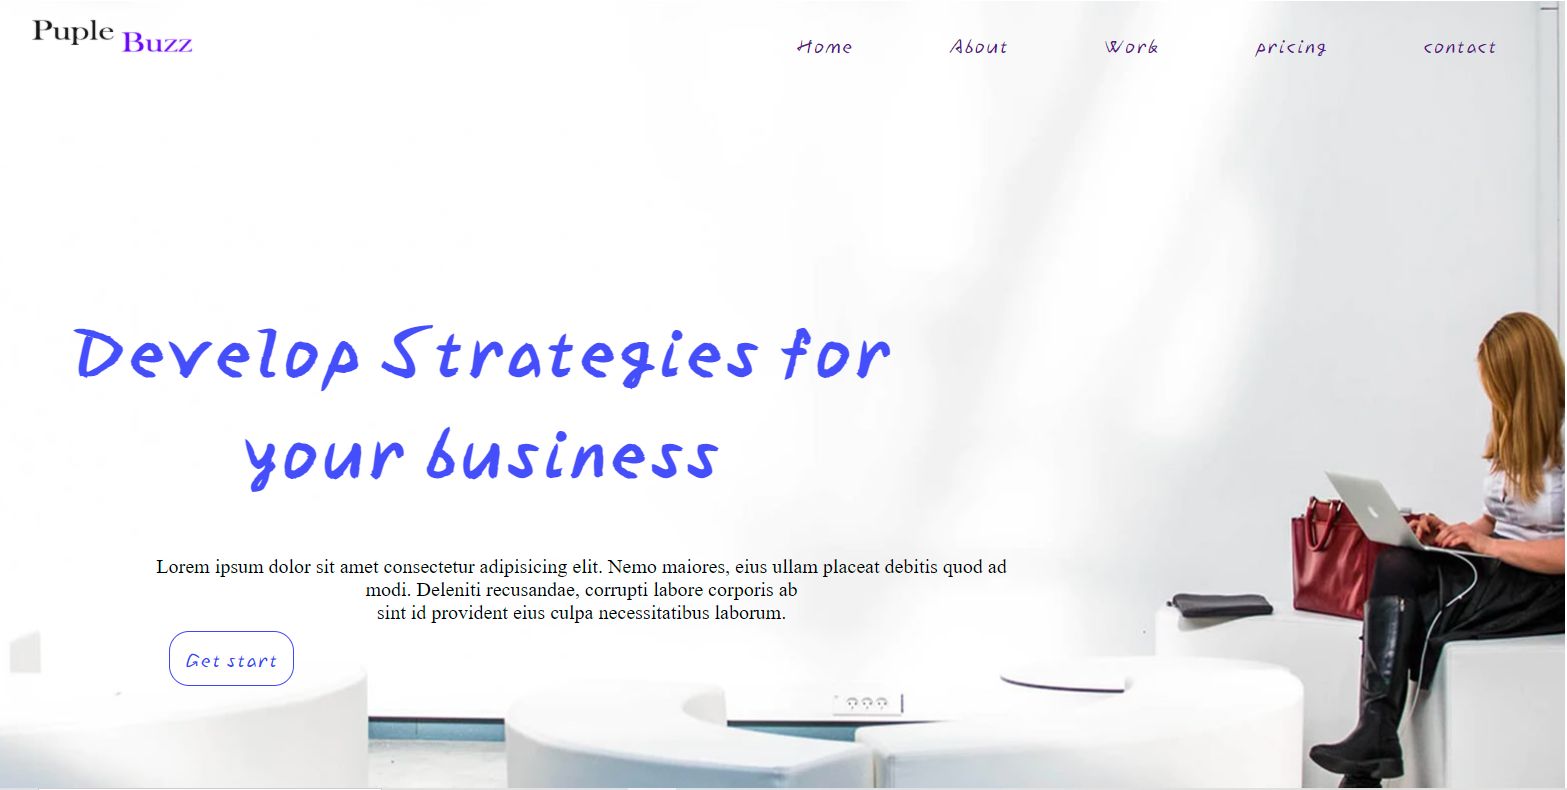 Puple Buzz
Home About Work pricing contact
Develop Strategies for
your business
Lorem ipsum dolor sit amet consectetur adipisicing elit. Nemo maiores, eius ullam placeat debitis quod ad
modi. Deleniti recusandae, corrupti labore corporis ab
sint id provident eius culpa necessitatibus laborum.
Get start